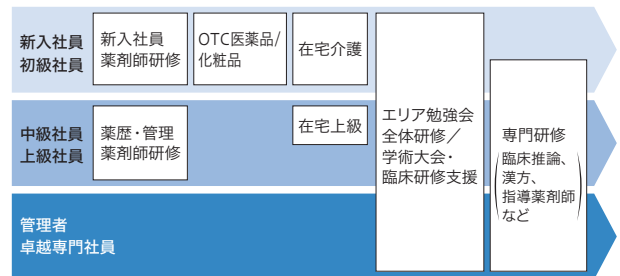 新入社員
初級社員
新入社員
薬剤師研修
OTC医薬品/
化粧品
在宅介護
中級社員
上級社員
薬歴・管理
薬剤師研修
在宅上級
エリア勉強会
全体研修／
学術大会・
臨床研修支援
専門研修
(臨床推論、
漢方、
指導薬剤師
など)
管理者
卓越専門社員